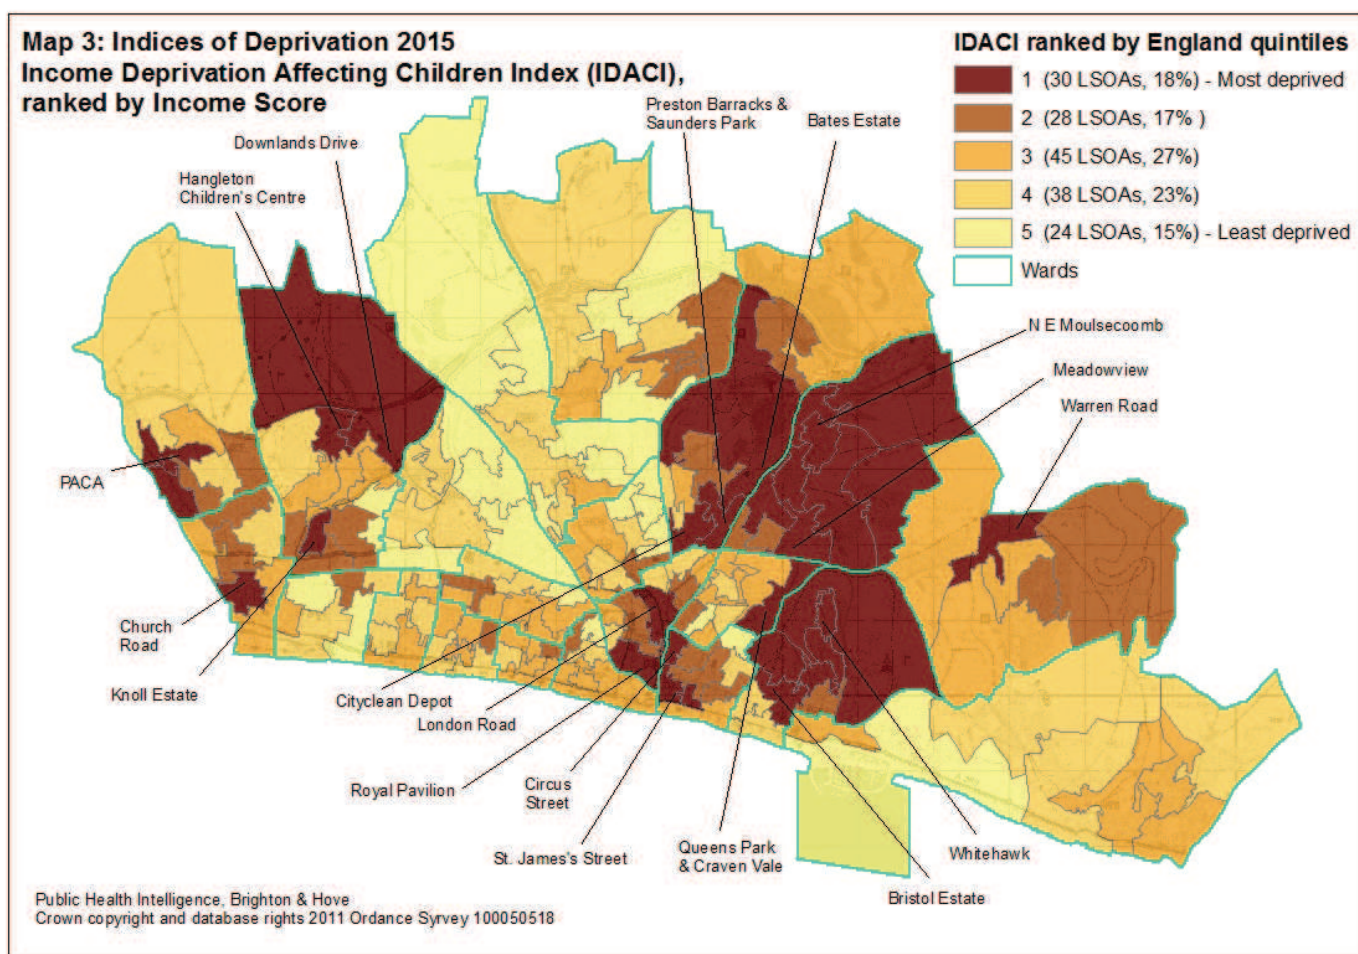 Map 3: Indices of Deprivation 2015
Income Deprivation Affecting Children Index (IDACI),
ranked by Income Score
IDACI ranked by England quintiles
1 (30 LSOAs, 18%) - Most deprived
2 (28 LSOAs, 17% )
3 (45 LSOAs, 27%)
4 (38 LSOAs, 23%)
5 (24 LSOAs, 15%) - Least deprived
Wards
Preston Barracks &
Saunders Park
Bates Estate
Downlands Drive
Hangleton
Children's Centre
N E Moulsecoomb
Meadowview
Warren Road
PACA
Church
Road
Knoll Estate
Cityclean Depot
London Road
Royal Pavilion
Circus
Street
St. James's Street
Queens Park
& Craven Vale
Whitehawk
Bristol Estate
Public Health Intelligence, Brighton & Hove
Crown copyright and database rights 2011 Ordance Syrvey 100050518